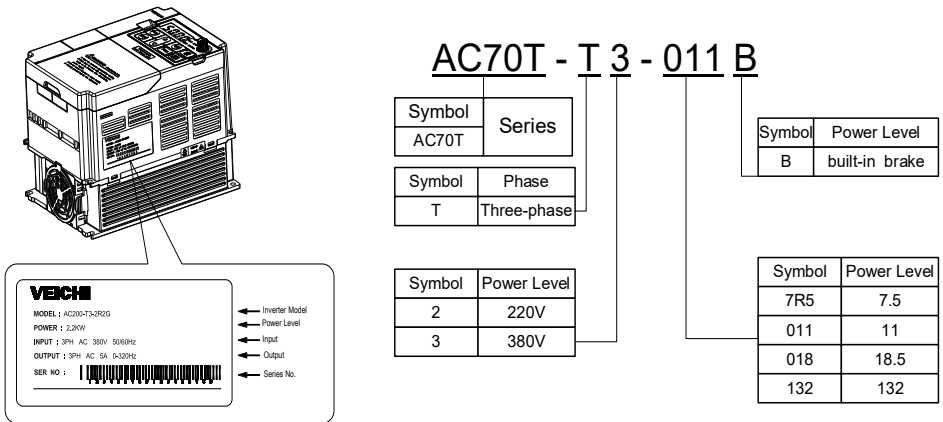 VEICHI
MODEL : AC200-T3-2R2G
POWER : 2.2KW
INPUT : 3PH AC 380V 50/60Hz
OUTPUT : 3PH AC 5A 0-320Hz
SER NO :
Inverter Model
Power Level
Input
Output
Series No.
AC70T - T 3 - 011 B
Symbol Series
AC70T
Symbol Phase
T Three-phase
Symbol Power Level
2 220V
3 380V
Symbol Power Level
B built-in brake
Symbol Power Level
7R5 7.5
011 11
018 18.5
132 132